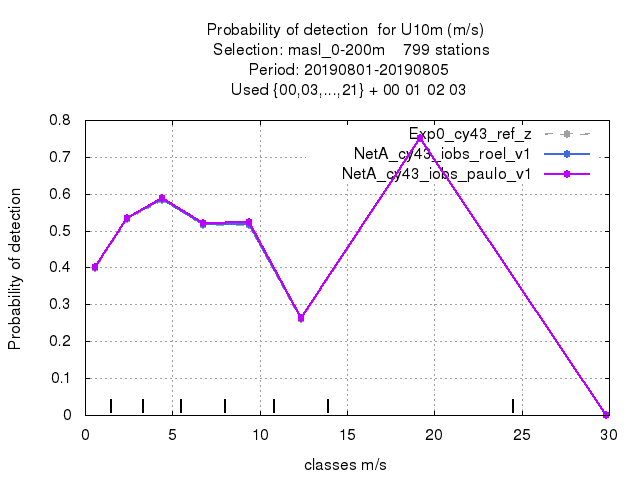 Probability of detection  for U10m (m/s)
Selection: masl_0-200m    799 stations
Period: 20190801-20190805
Used {00,03,...,21} + 00 01 02 03
Exp0_cy43_ref_z
NetA_cy43_iobs_roel_v1
NetA_cy43_iobs_paulo_v1
Probability of detection
0.8
0.7
0.6
0.5
0.4
0.3
0.2
0.1
0
0 5 10 15 20 25 30
classes m/s